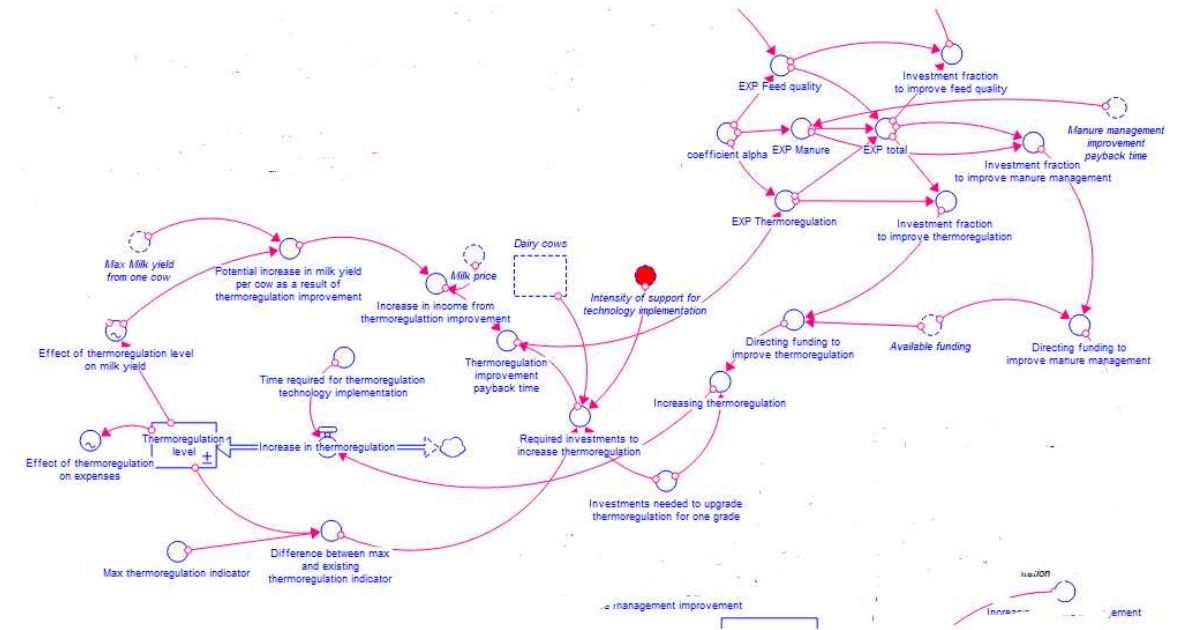 EXP Feed quality
Investment fraction
to improve feed quality
Manure management
improvement
payback time
coefficient alpha
EXP Manure
EXP total
Investment fraction
to improve manure management
EXP Thermoregulation
Investment fraction
to improve thermoregulation
Max Milk yield
from one cow
Potential increase in milk yield
per cow as a result of
thermoregulation improvement
Milk price
Dairy cows
Increase in income from
thermoregulattion improvement
Intensity of support for
technology implementation
Effect of thermoregulation level
on milk yield
Time required for thermoregulation
technology implementation
Thermoregulation
improvement
payback time
Directing funding to
improve thermoregulation
Available funding
Directing funding to
improve manure management
Increasing thermoregulation
Thermoregulation
level
±
Increase in thermoregulation
Required investments to
increase thermoregulation
Effect of thermoregulation
on expenses
Investments needed to upgrade
thermoregulation for one grade
Max thermoregulation indicator
Difference between max
and existing
thermoregulation indicator
management improvement